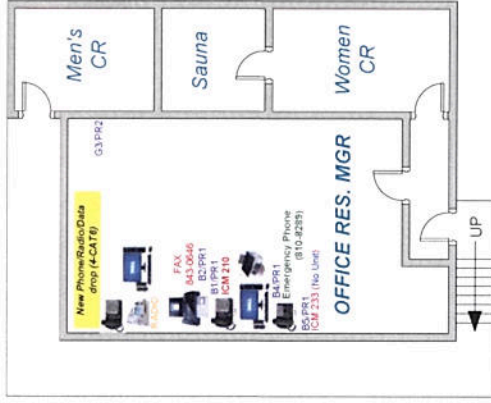 Men's
CR
Sauna
Women
CR
G3/PR2
New Phone/Radio/Data
drop (4-CAT6)
RADIO
FAX
843-0646
B2/PR1
B1/PR1
ICM 210
B4/PR1
Emergency Phone
(810-8289)
B5/PR1
ICM 233 (No Unit)
OFFICE RES. MGR
UP